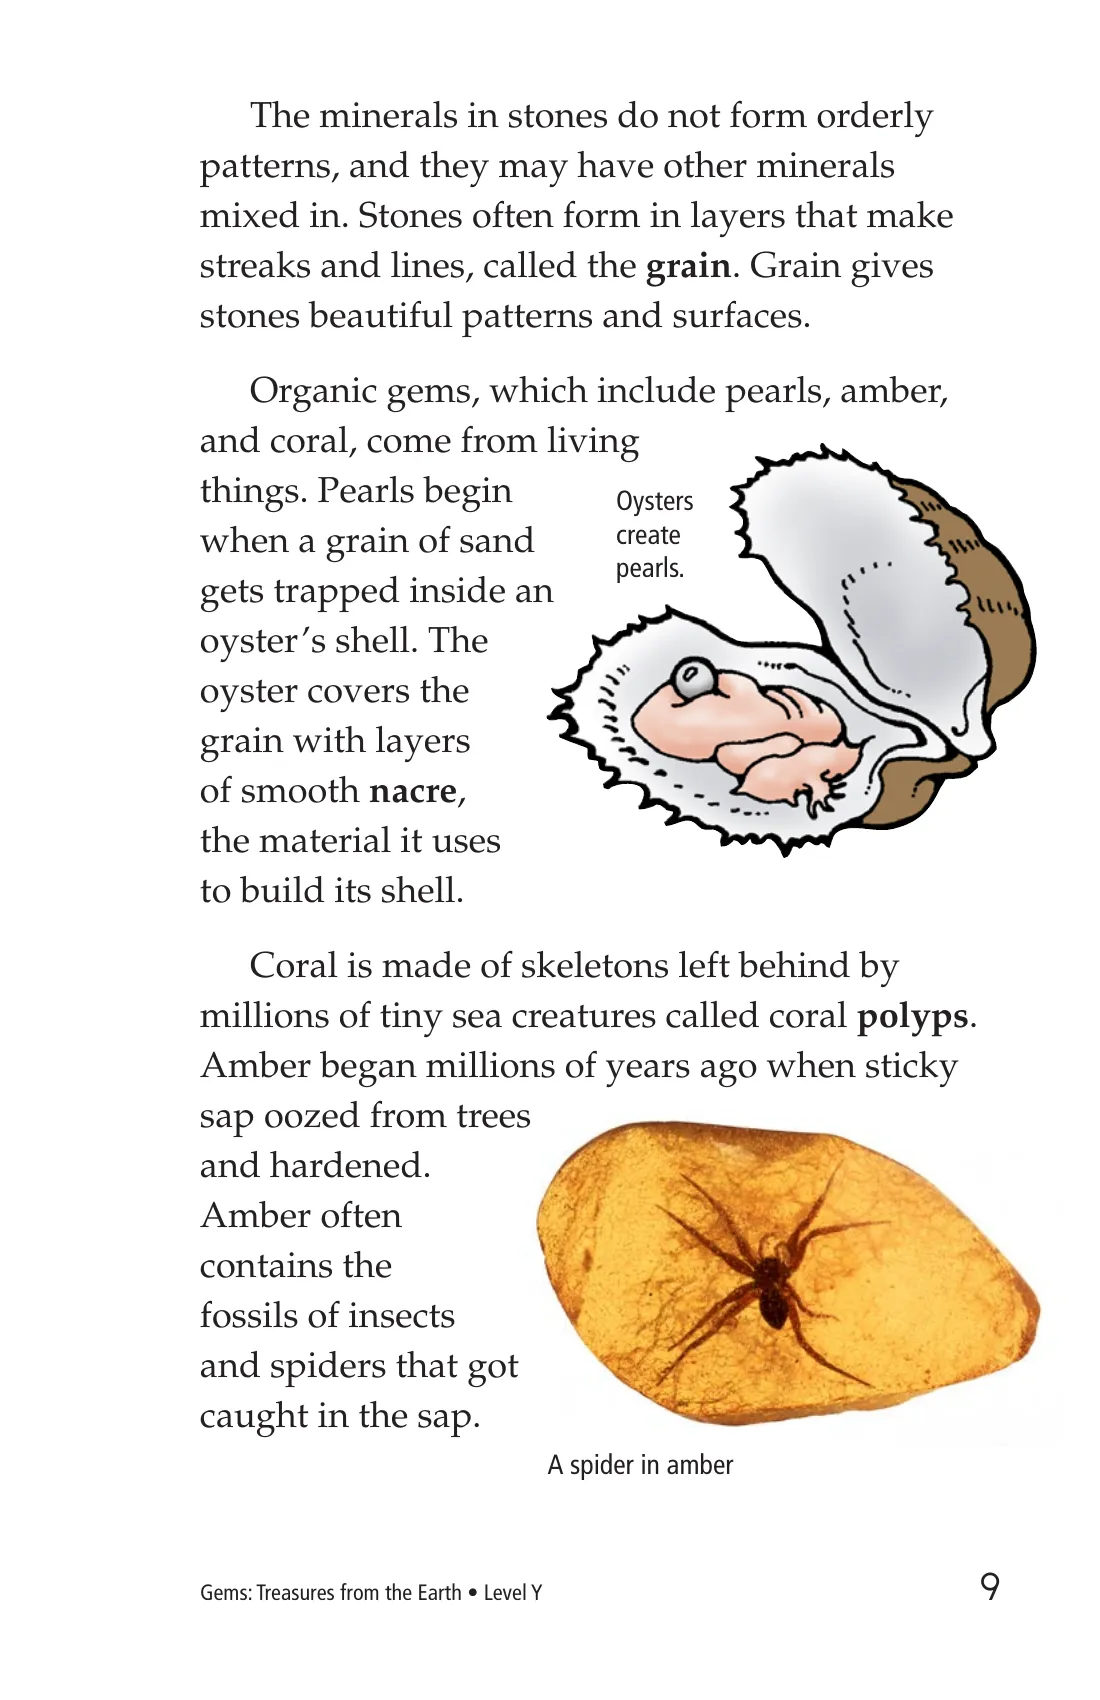 The minerals in stones do not form orderly
patterns, and they may have other minerals
mixed in. Stones often form in layers that make
streaks and lines, called the grain. Grain gives
stones beautiful patterns and surfaces.
Organic gems, which include pearls, amber,
and coral, come from living
things. Pearls begin
when a grain of sand
gets trapped inside an
oyster’s shell. The
oyster covers the
grain with layers
of smooth nacre,
the material it uses
to build its shell.
Oysters
create
pearls.
Coral is made of skeletons left behind by
millions of tiny sea creatures called coral polyps.
Amber began millions of years ago when sticky
sap oozed from trees
and hardened.
Amber often
contains the
fossils of insects
and spiders that got
caught in the sap.
A spider in amber
Gems: Treasures from the Earth • Level Y
9